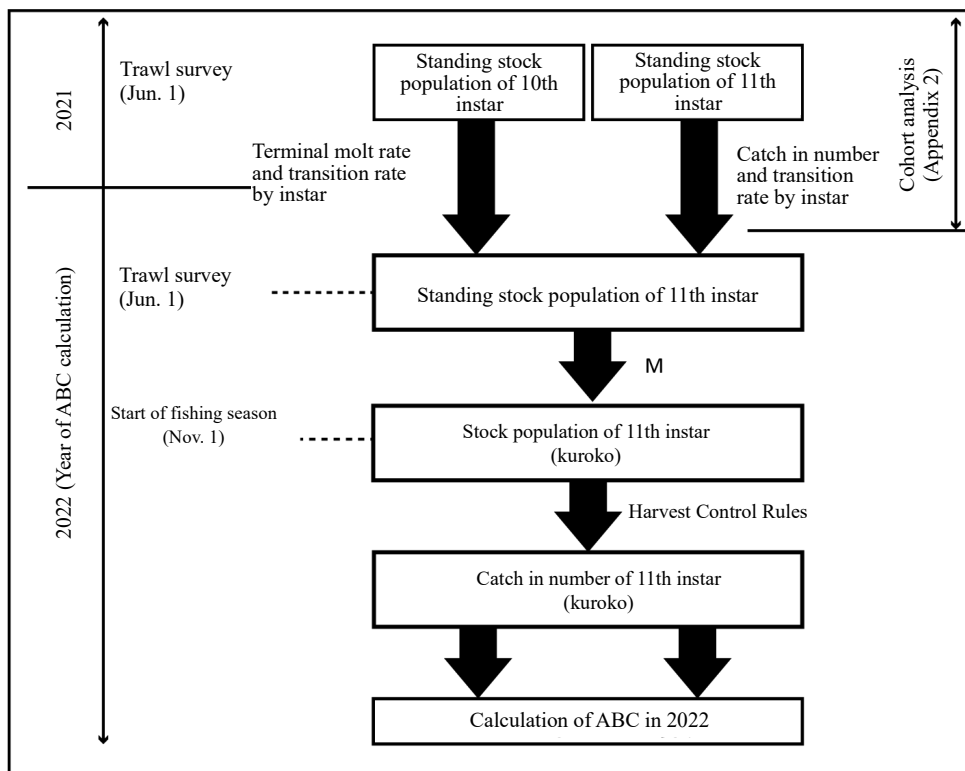 2021
Trawl survey
(Jun. 1)
Standing stock
population of 10th
instar
Standing stock
population of 11th
instar
Cohort analysis
(Appendix 2)
Terminal molt rate
and transition rate
by instar
Catch in number
and transition
rate by instar
2022 (Year of ABC calculation)
Trawl survey
(Jun. 1)
Standing stock population of 11th instar
M
Start of fishing season
(Nov. 1)
Stock population of 11th instar
(kuroko)
Harvest Control Rules
Catch in number of 11th instar
(kuroko)
Calculation of ABC in 2022